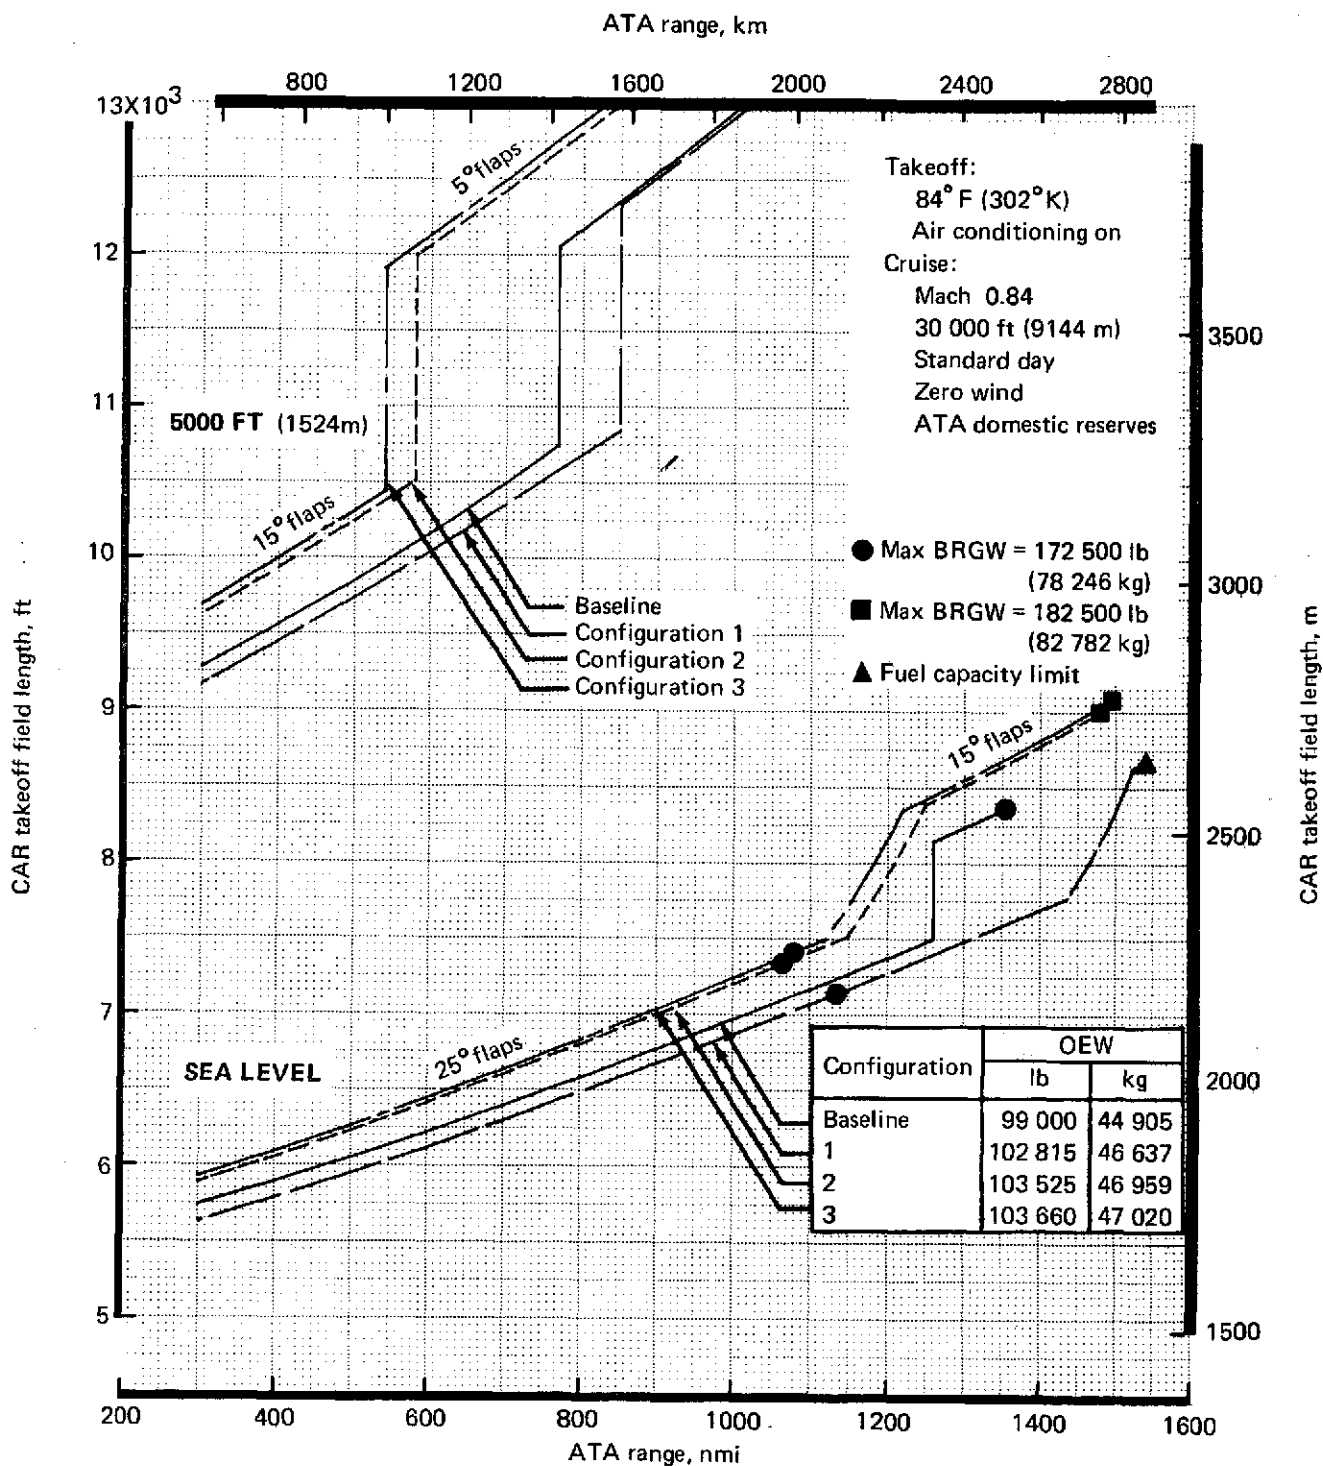 ATA range, km
800 1200 1600 2000 2400 2800
13X10³
12
11
10
9
8
7
6
5
CAR takeoff field length, ft
5° flaps
Takeoff:
84° F (302° K)
Air conditioning on
Cruise:
Mach 0.84
30 000 ft (9144 m)
Standard day
Zero wind
ATA domestic reserves
5000 FT (1524m)
15° flaps
Baseline
Configuration 1
Configuration 2
Configuration 3
Max BRGW = 172 500 lb
(78 246 kg)
Max BRGW = 182 500 lb
(82 782 kg)
Fuel capacity limit
15° flaps
25° flaps
SEA LEVEL
Configuration OEW
lb kg
Baseline 99 000 44 905
1 102 815 46 637
2 103 525 46 959
3 103 660 47 020
3500
3000
2500
2000
1500
CAR takeoff field length, m
200 400 600 800 1000 1200 1400 1600
ATA range, nmi